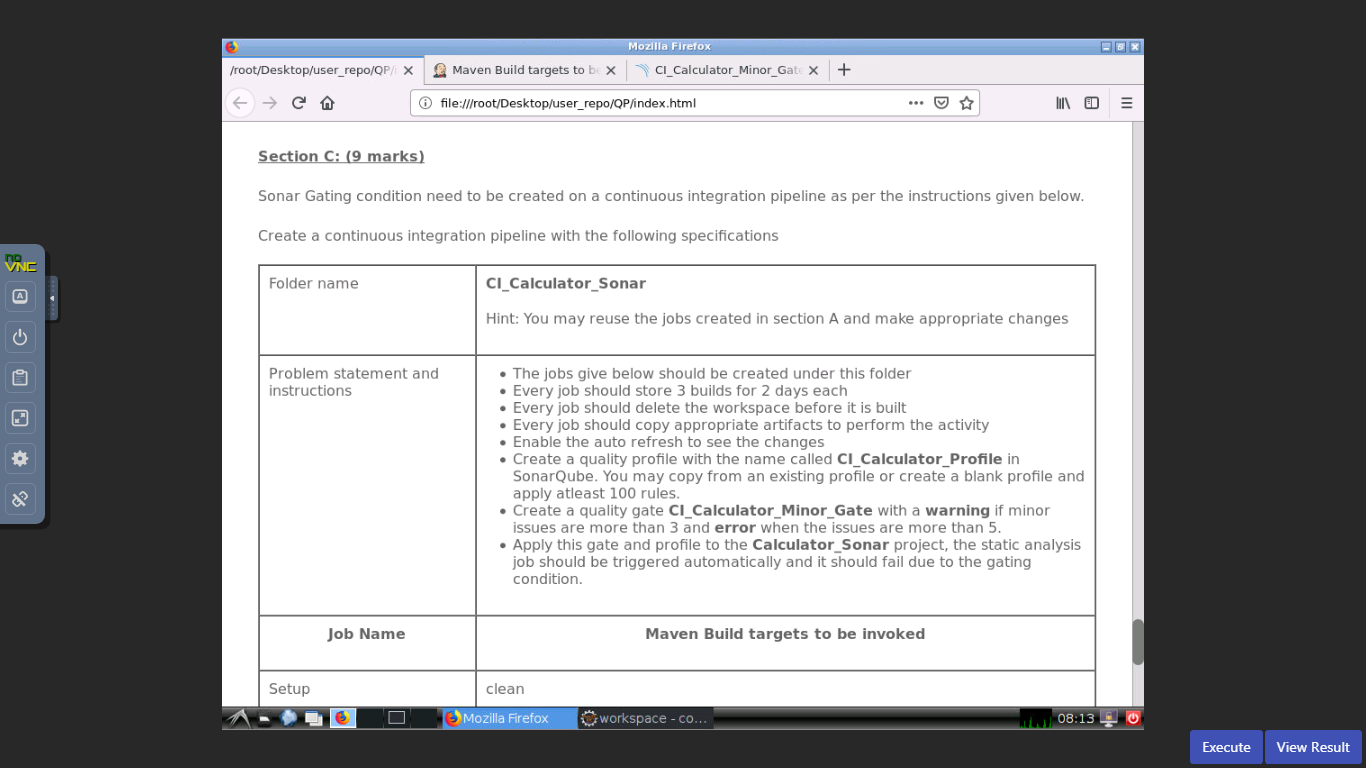 Mozilla Firefox
/root/Desktop/user_repo/QP/i
Maven Build targets to be
CI_Calculator_Minor_Gate
file:///root/Desktop/user_repo/QP/index.html
Section C: (9 marks)
Sonar Gating condition need to be created on a continuous integration pipeline as per the instructions given below.
Create a continuous integration pipeline with the following specifications
Folder name
CI_Calculator_Sonar
Hint: You may reuse the jobs created in section A and make appropriate changes
Problem statement and
instructions
• The jobs give below should be created under this folder
• Every job should store 3 builds for 2 days each
• Every job should delete the workspace before it is built
• Every job should copy appropriate artifacts to perform the activity
• Enable the auto refresh to see the changes
• Create a quality profile with the name called CI_Calculator_Profile in
SonarQube. You may copy from an existing profile or create a blank profile and
apply atleast 100 rules.
• Create a quality gate CI_Calculator_Minor_Gate with a warning if minor
issues are more than 3 and error when the issues are more than 5.
• Apply this gate and profile to the Calculator_Sonar project, the static analysis
job should be triggered automatically and it should fail due to the gating
condition.
Job Name
Maven Build targets to be invoked
Setup
clean
noVNC
A
Mozilla Firefox
workspace - co...
08:13
Execute
View Result